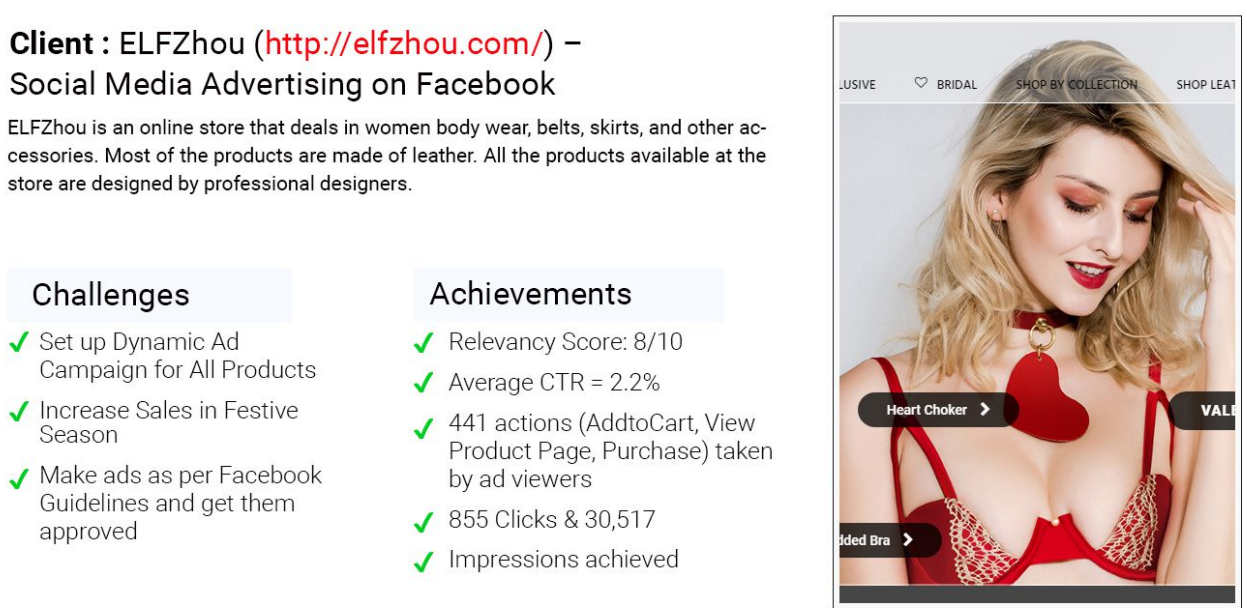 Client : ELFZhou (http://elfzhou.com/) –
Social Media Advertising on Facebook
ELFZhou is an online store that deals in women body wear, belts, skirts, and other ac-
cessories. Most of the products are made of leather. All the products available at the
store are designed by professional designers.
Challenges
Set up Dynamic Ad
Campaign for All Products
Increase Sales in Festive
Season
Make ads as per Facebook
Guidelines and get them
approved
Achievements
Relevancy Score: 8/10
Average CTR = 2.2%
441 actions (AddtoCart, View
Product Page, Purchase) taken
by ad viewers
855 Clicks & 30,517
Impressions achieved
LUSIVE BRIDAL SHOP BY COLLECTION SHOP LEAT
Heart Choker VALE
dded Bra